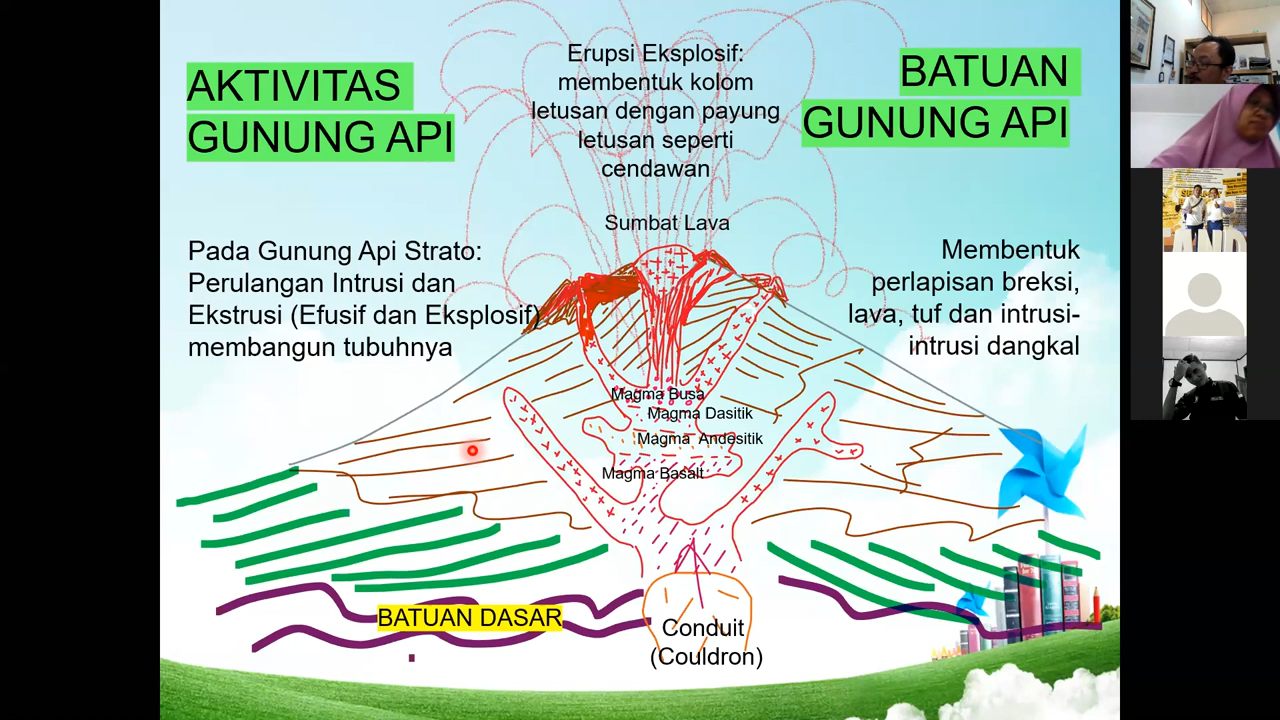 AKTIVITAS
GUNUNG API
Erupsi Eksplosif:
membentuk kolom
letusan dengan payung
letusan seperti
cendawan
BATUAN
GUNUNG API
Sumbat Lava
Pada Gunung Api Strato:
Perulangan Intrusi dan
Ekstrusi (Efusif dan Eksplosif)
membangun tubuhnya
Membentuk
perlapisan breksi,
lava, tuf dan intrusi-
intrusi dangkal
Magma Busa
Magma Dasitik
Magma Andesitik
Magma Basalt
BATUAN DASAR
Conduit
(Couldron)
AND